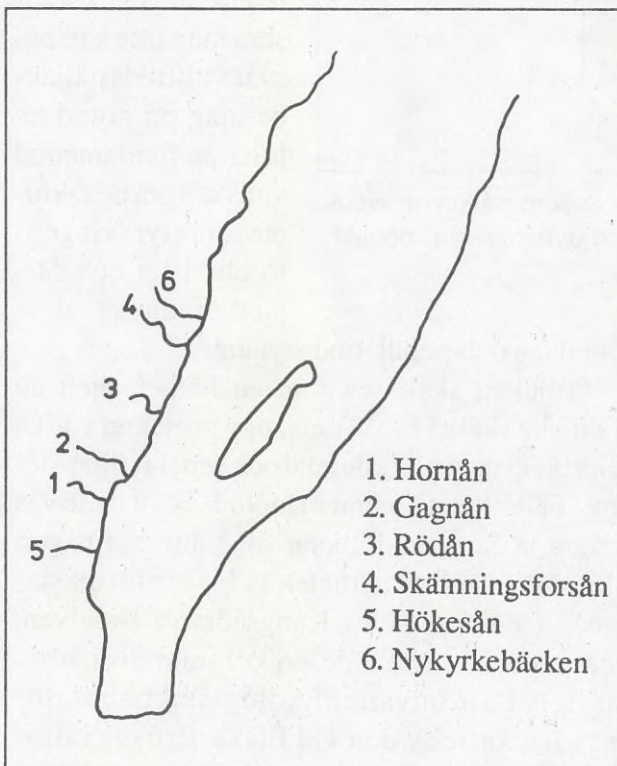 6
4
3
2
1
5
1. Hornån
2. Gagnån
3. Rödån
4. Skämningsforsån
5. Hökesån
6. Nykyrkebäcken